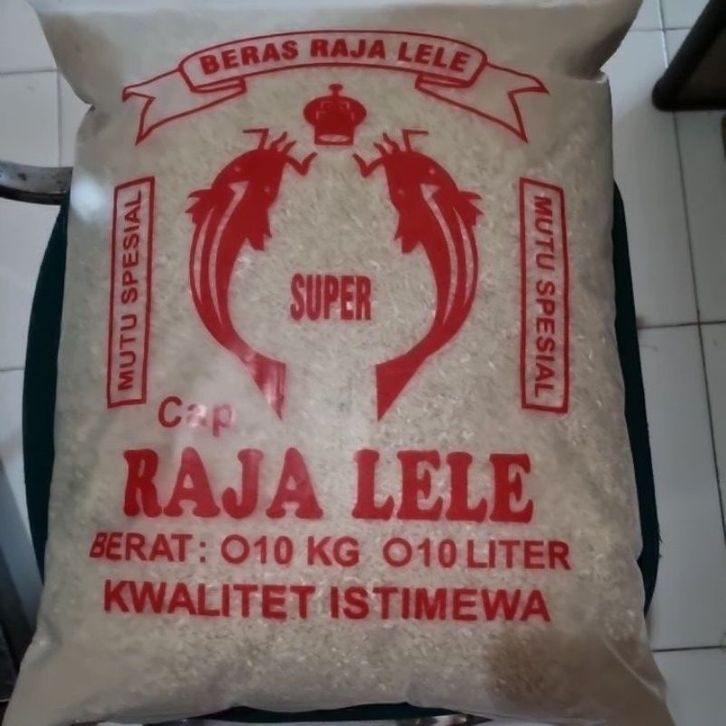 BERAS RAJA LELE
MUTU SPESIAL
SUPER
MUTU SPESIAL
Cap
RAJA LELE
BERAT: O10 KG O10 LITER
KWALITET ISTIMEWA